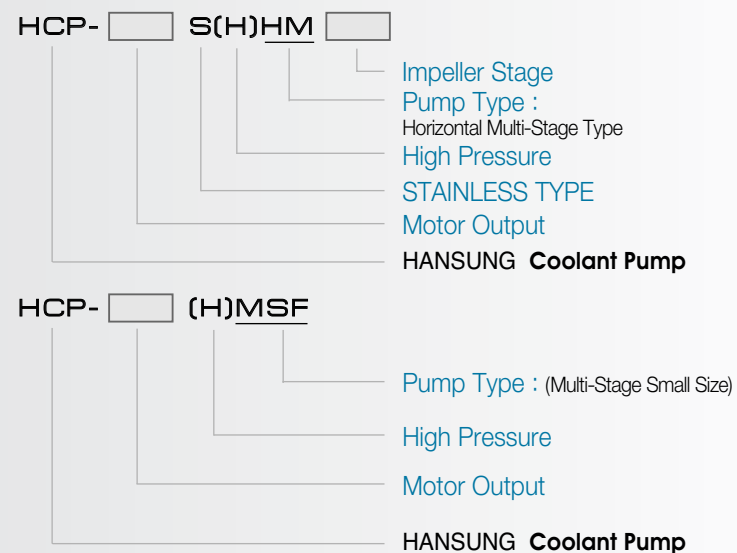 HCP- S(H)HM
Impeller Stage
Pump Type :
Horizontal Multi-Stage Type
High Pressure
STAINLESS TYPE
Motor Output
HANSUNG Coolant Pump
HCP- (H)MSF
Pump Type : (Multi-Stage Small Size)
High Pressure
Motor Output
HANSUNG Coolant Pump